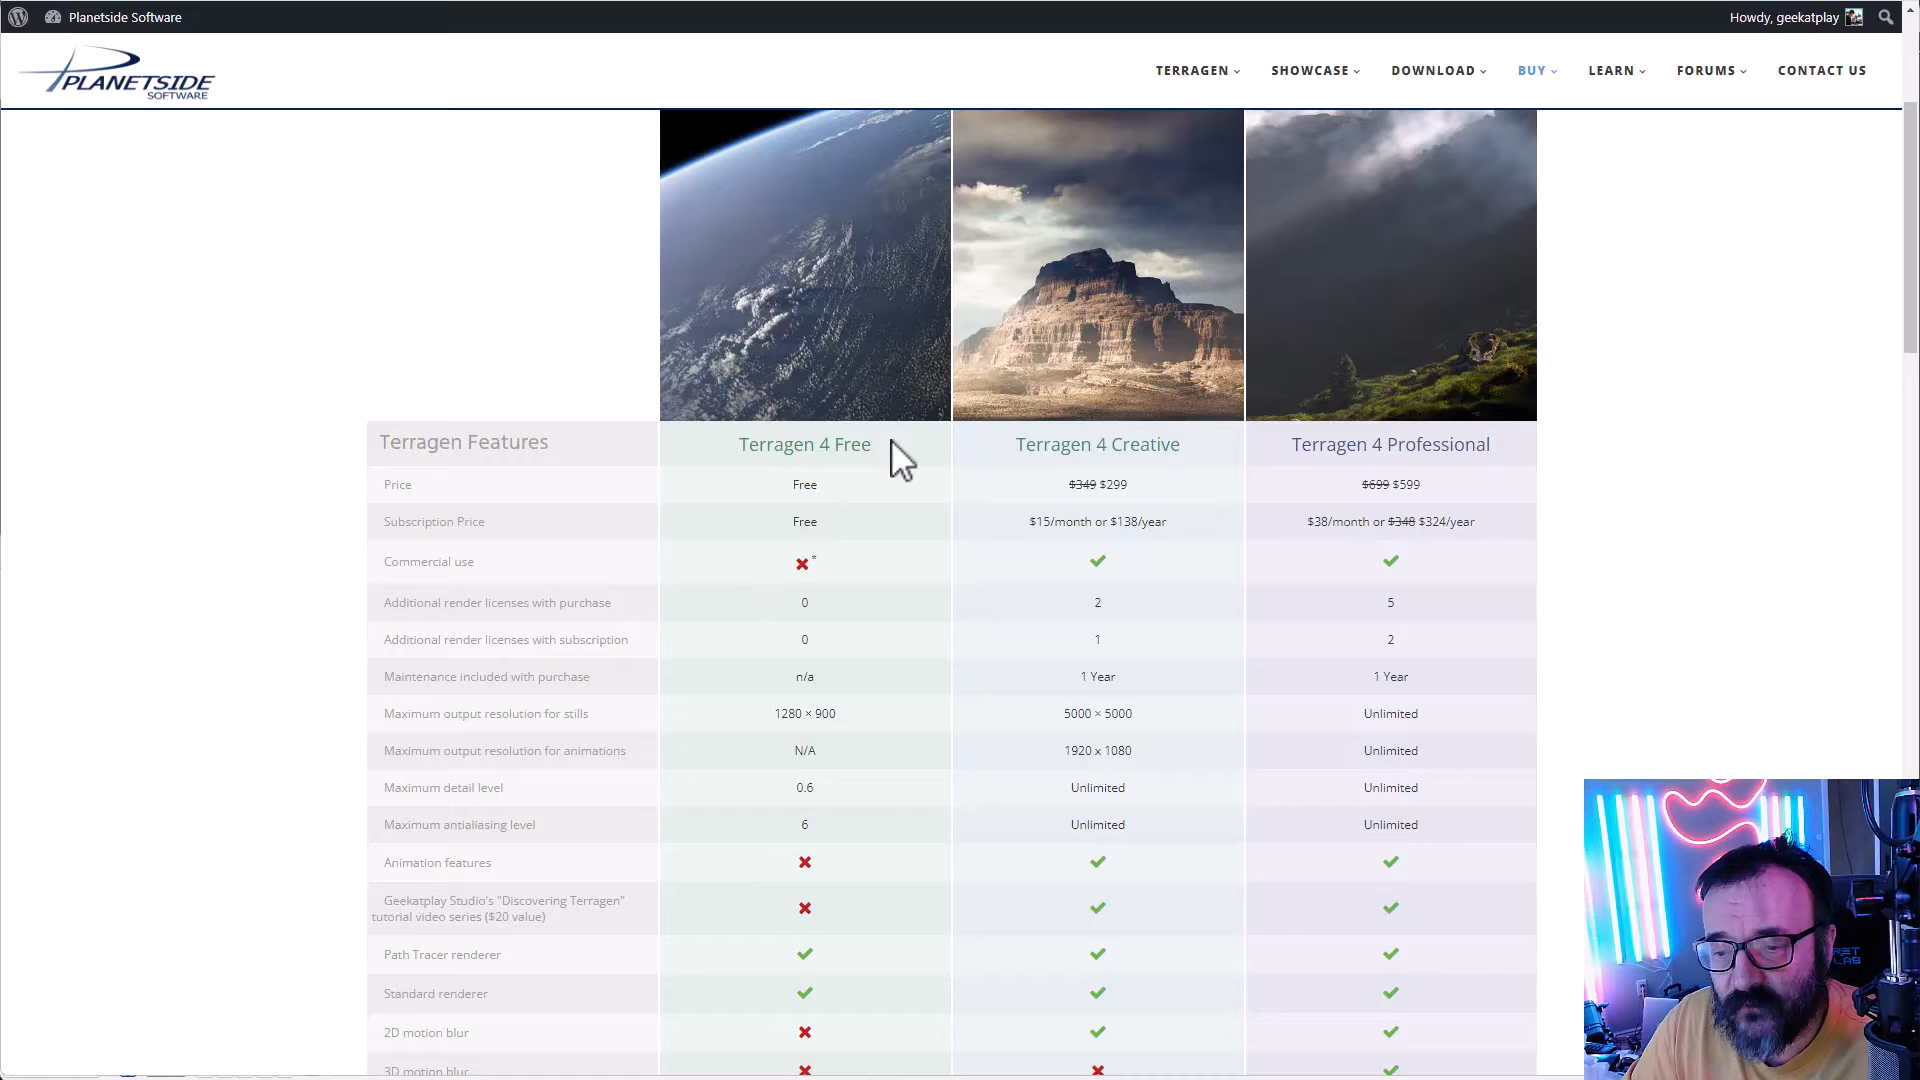 Planetside Software
Howdy, geekatplay
PLANETSIDE
SOFTWARE
TERRAGEN
SHOWCASE
DOWNLOAD
BUY
LEARN
FORUMS
CONTACT US
Terragen Features
Terragen 4 Free
Terragen 4 Creative
Terragen 4 Professional
Price
Free
$349 $299
$699 $599
Subscription Price
Free
$15/month or $138/year
$38/month or $348 $324/year
Commercial use
*
Additional render licenses with purchase
0
2
5
Additional render licenses with subscription
0
1
2
Maintenance included with purchase
n/a
1 Year
1 Year
Maximum output resolution for stills
1280 × 900
5000 × 5000
Unlimited
Maximum output resolution for animations
N/A
1920 x 1080
Unlimited
Maximum detail level
0.6
Unlimited
Unlimited
Maximum antialiasing level
6
Unlimited
Unlimited
Animation features
Geekatplay Studio's "Discovering Terragen"
tutorial video series ($20 value)
Path Tracer renderer
Standard renderer
2D motion blur
3D motion blur